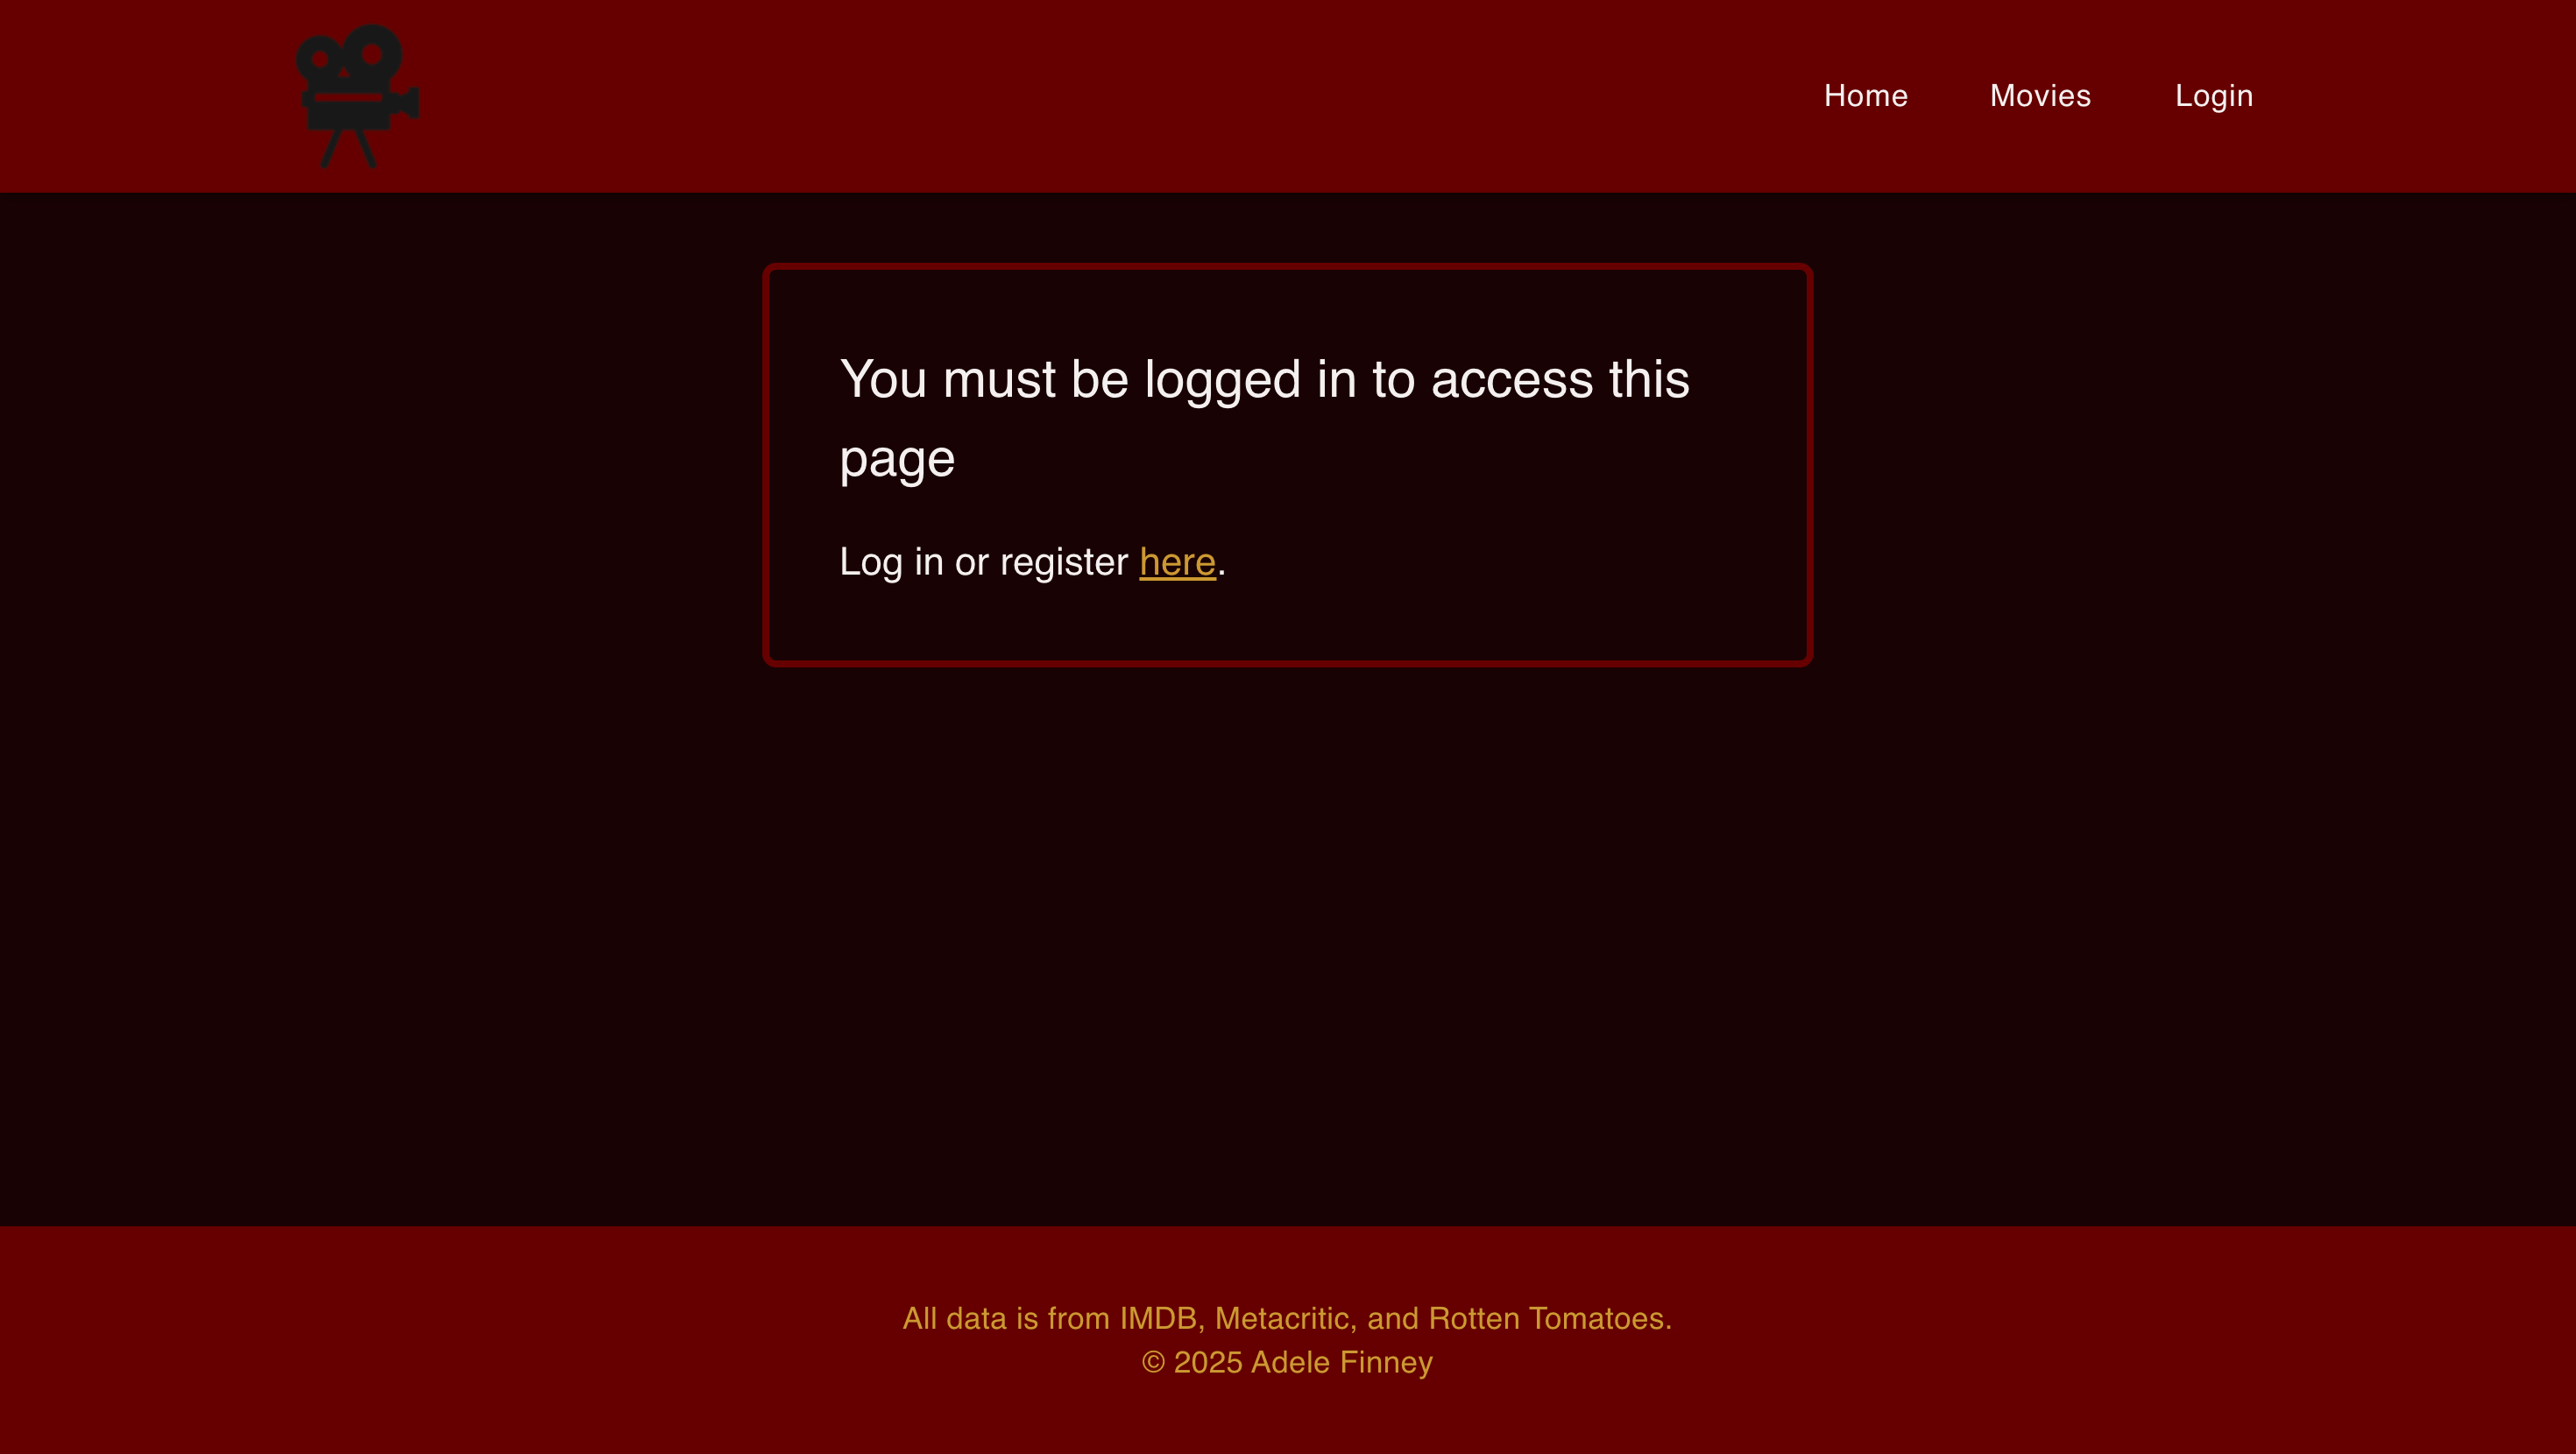 Home Movies Login
You must be logged in to access this
page
Log in or register here.
All data is from IMDB, Metacritic, and Rotten Tomatoes.
© 2025 Adele Finney